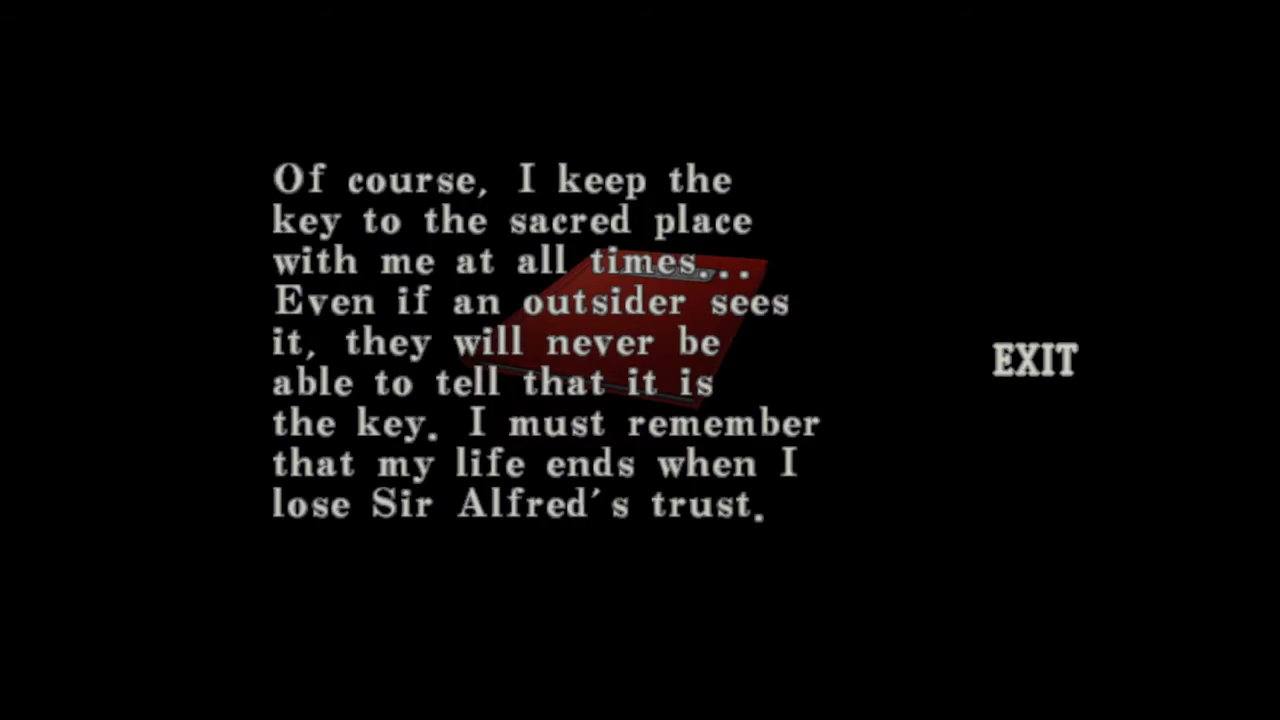 Of course, I keep the
key to the sacred place
with me at all times...
Even if an outsider sees
it, they will never be
able to tell that it is
the key. I must remember
that my life ends when I
lose Sir Alfred's trust.
EXIT